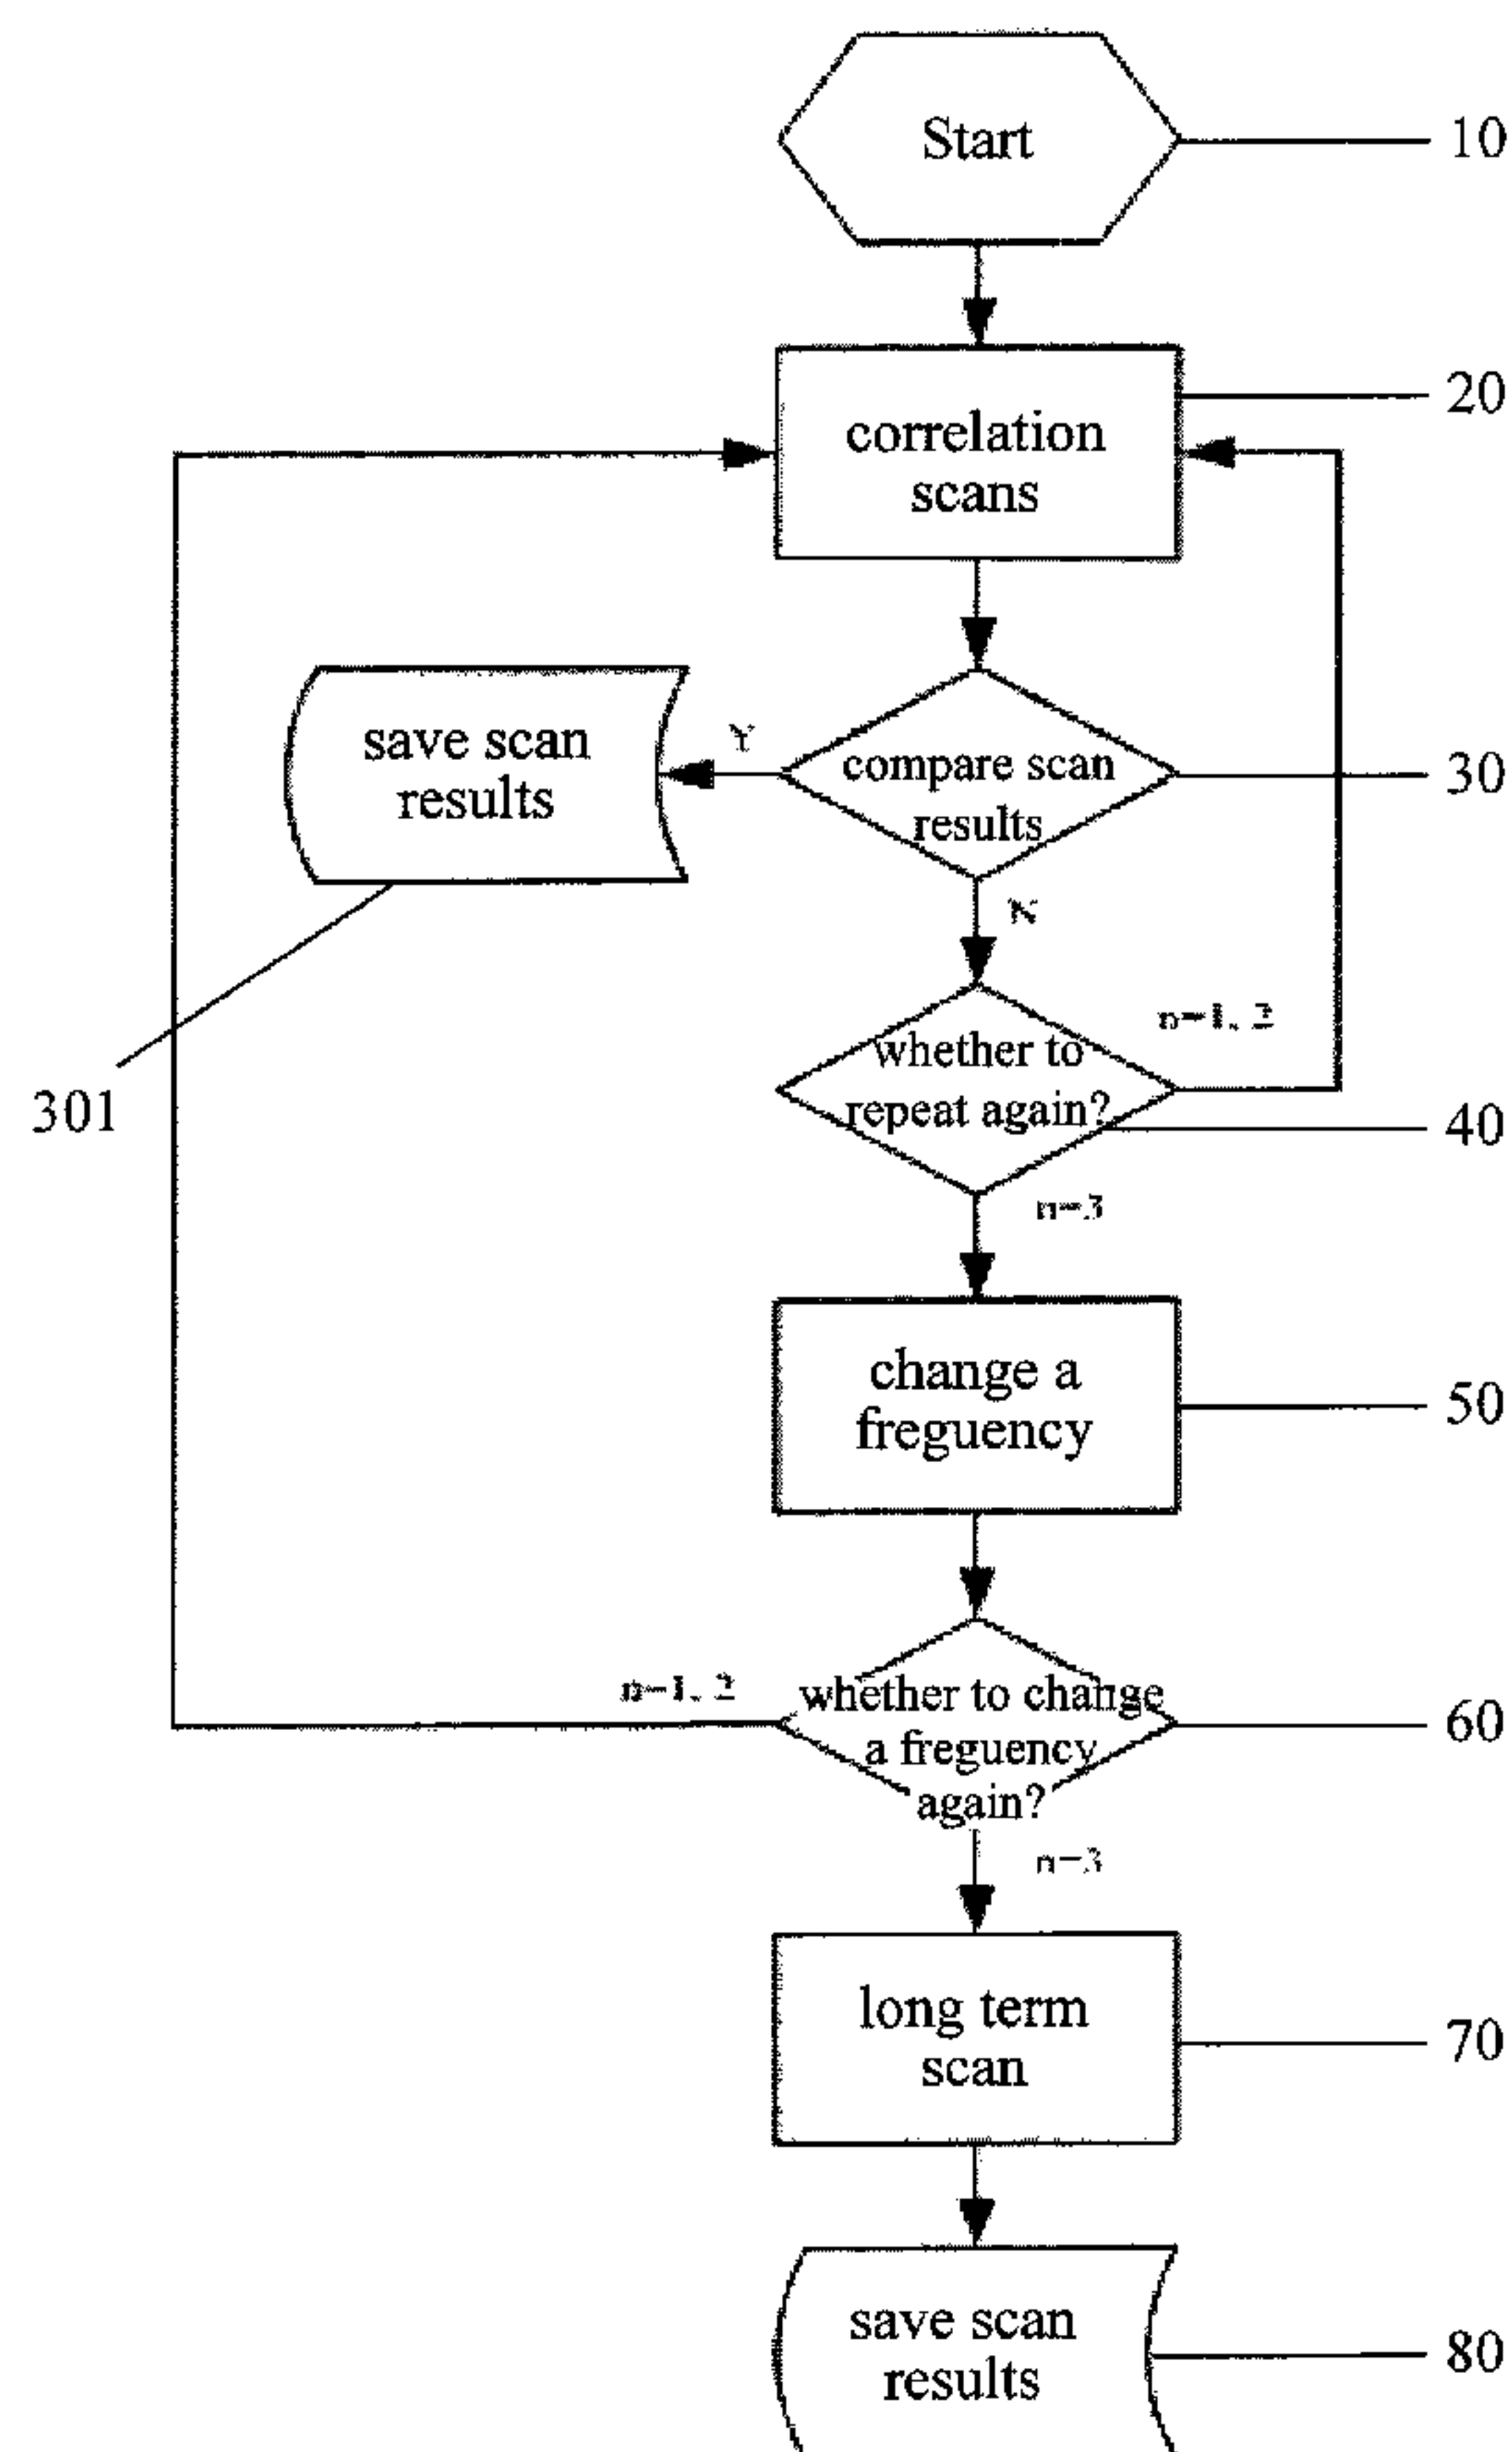 Start
10
correlation
scans
20
save scan
results
Y
compare scan
results
30
N
301
whether to
repeat again?
n=1, 2
40
n=3
change a
freguency
50
n=1, 2
whether to change
a freguency
again?
60
n=3
long term
scan
70
save scan
results
80